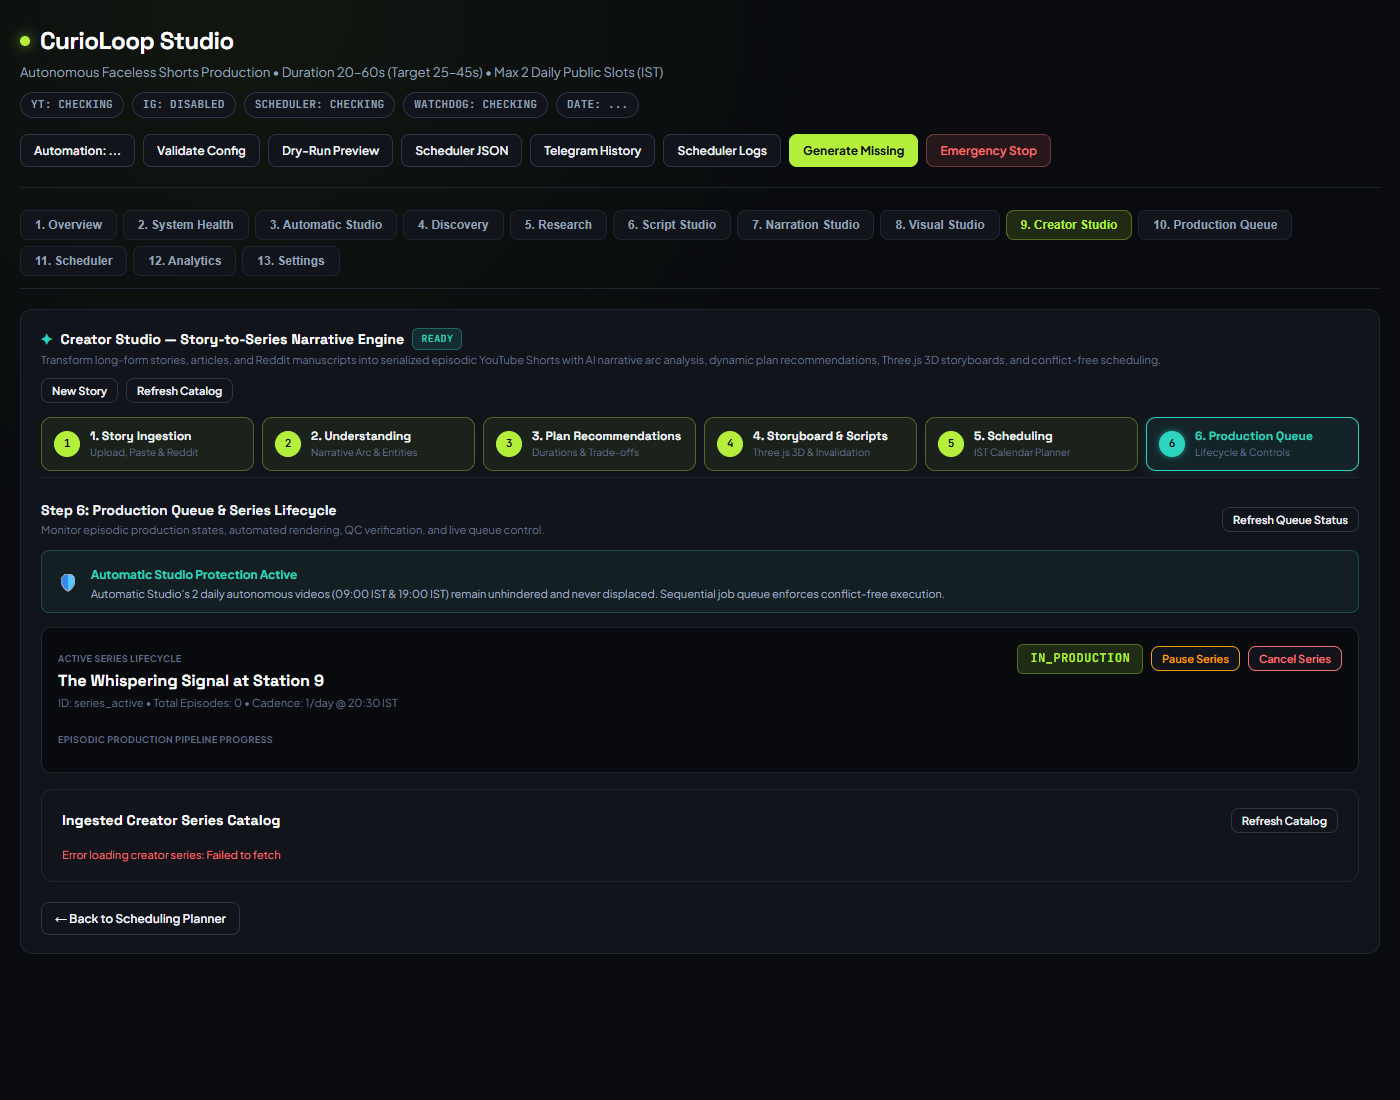 CurioLoop Studio
Autonomous Faceless Shorts Production • Duration 20–60s (Target 25–45s) • Max 2 Daily Public Slots (IST)
YT: CHECKING IG: DISABLED SCHEDULER: CHECKING WATCHDOG: CHECKING DATE: ...
Automation: ... Validate Config Dry-Run Preview Scheduler JSON Telegram History Scheduler Logs Generate Missing Emergency Stop
1. Overview 2. System Health 3. Automatic Studio 4. Discovery 5. Research 6. Script Studio 7. Narration Studio 8. Visual Studio 9. Creator Studio 10. Production Queue
11. Scheduler 12. Analytics 13. Settings
✦ Creator Studio — Story-to-Series Narrative Engine READY
Transform long-form stories, articles, and Reddit manuscripts into serialized episodic YouTube Shorts with AI narrative arc analysis, dynamic plan recommendations, Three.js 3D storyboards, and conflict-free scheduling.
New Story Refresh Catalog
1 1. Story Ingestion 2 2. Understanding 3 3. Plan Recommendations 4 4. Storyboard & Scripts 5 5. Scheduling 6 6. Production Queue
Upload, Paste & Reddit Narrative Arc & Entities Durations & Trade-offs Three.js 3D & Invalidation IST Calendar Planner Lifecycle & Controls
Step 6: Production Queue & Series Lifecycle
Monitor episodic production states, automated rendering, QC verification, and live queue control.
Refresh Queue Status
Automatic Studio Protection Active
Automatic Studio's 2 daily autonomous videos (09:00 IST & 19:00 IST) remain unhindered and never displaced. Sequential job queue enforces conflict-free execution.
ACTIVE SERIES LIFECYCLE
IN_PRODUCTION Pause Series Cancel Series
The Whispering Signal at Station 9
ID: series_active • Total Episodes: 0 • Cadence: 1/day @ 20:30 IST
EPISODIC PRODUCTION PIPELINE PROGRESS
Ingested Creator Series Catalog
Refresh Catalog
Error loading creator series: Failed to fetch
← Back to Scheduling Planner